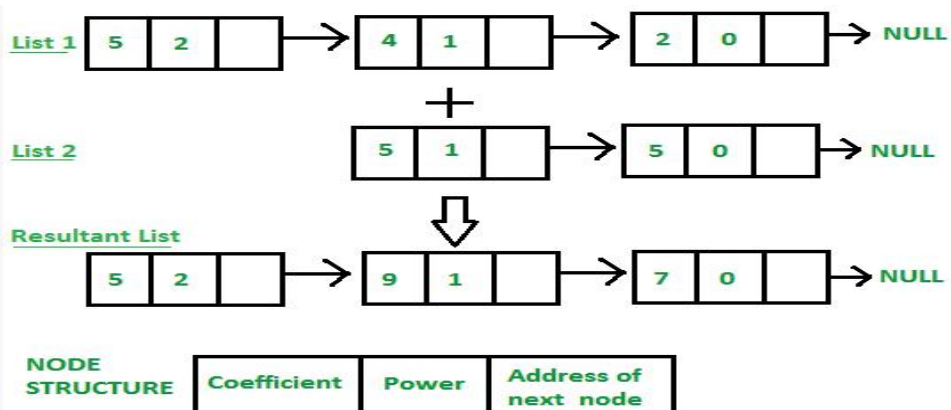 List 1 5 2 4 1 2 0 NULL
+
List 2 5 1 5 0 NULL
Resultant List
5 2 9 1 7 0 NULL
NODE STRUCTURE
Coefficient
Power
Address of
next node